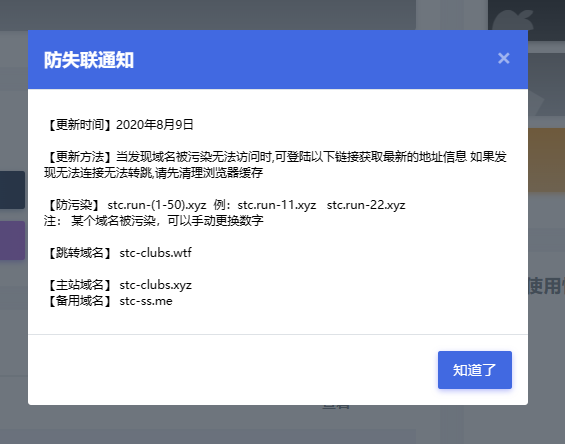 防失联通知
×
【更新时间】2020年8月9日
【更新方法】当发现域名被污染无法访问时,可登陆以下链接获取最新的地址信息 如果发
现无法连接无法转跳,请先清理浏览器缓存
【防污染】 stc.run-(1-50).xyz 例：stc.run-11.xyz stc.run-22.xyz
注： 某个域名被污染，可以手动更换数字
【跳转域名】 stc-clubs.wtf
【主站域名】 stc-clubs.xyz
【备用域名】 stc-ss.me
使用
知道了